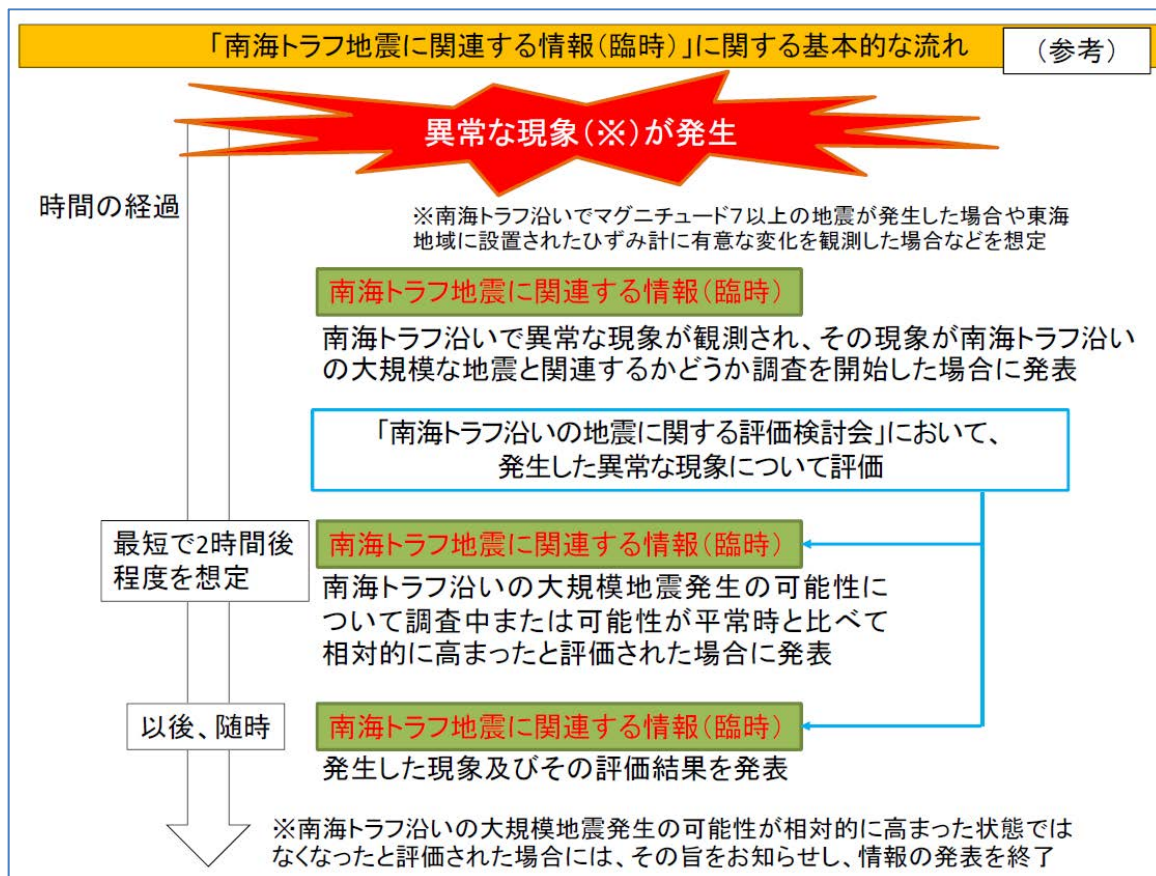 「南海トラフ地震に関連する情報(臨時)」に関する基本的な流れ
(参考)
異常な現象(※)が発生
時間の経過
※南海トラフ沿いでマグニチュード7以上の地震が発生した場合や東海
地域に設置されたひずみ計に有意な変化を観測した場合などを想定
南海トラフ地震に関連する情報(臨時)
南海トラフ沿いで異常な現象が観測され、その現象が南海トラフ沿い
の大規模な地震と関連するかどうか調査を開始した場合に発表
「南海トラフ沿いの地震に関する評価検討会」において、
発生した異常な現象について評価
最短で2時間後
程度を想定
南海トラフ地震に関連する情報(臨時)
南海トラフ沿いの大規模地震発生の可能性に
ついて調査中または可能性が平常時と比べて
相対的に高まったと評価された場合に発表
以後、随時
南海トラフ地震に関連する情報(臨時)
発生した現象及びその評価結果を発表
※南海トラフ沿いの大規模地震発生の可能性が相対的に高まった状態では
なくなったと評価された場合には、その旨をお知らせし、情報の発表を終了